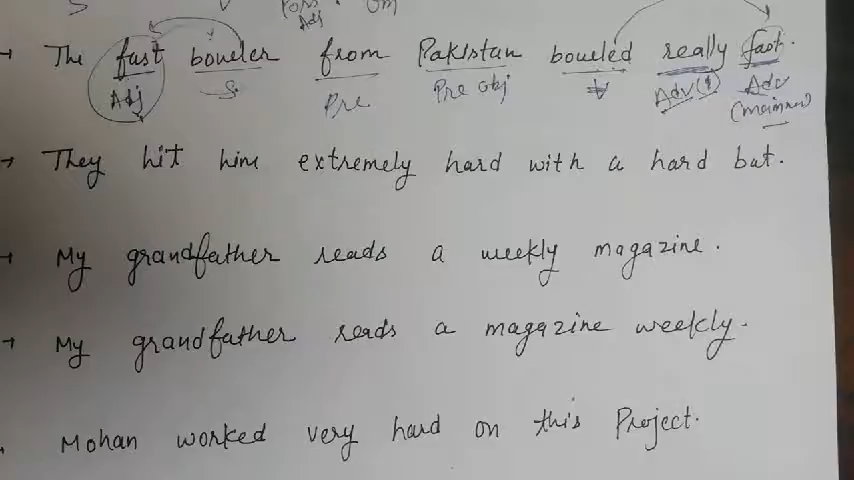 S V Poss. Adj
→ The fast bowler from Pakistan bowled really fast.
Adj S Pre Pre Obj V Adv Adv
→ They hit him extremely hard with a hard bat.
→ My grandfather reads a weekly magazine.
→ My grandfather reads a magazine weekly.
Mohan worked very hard on this Project.